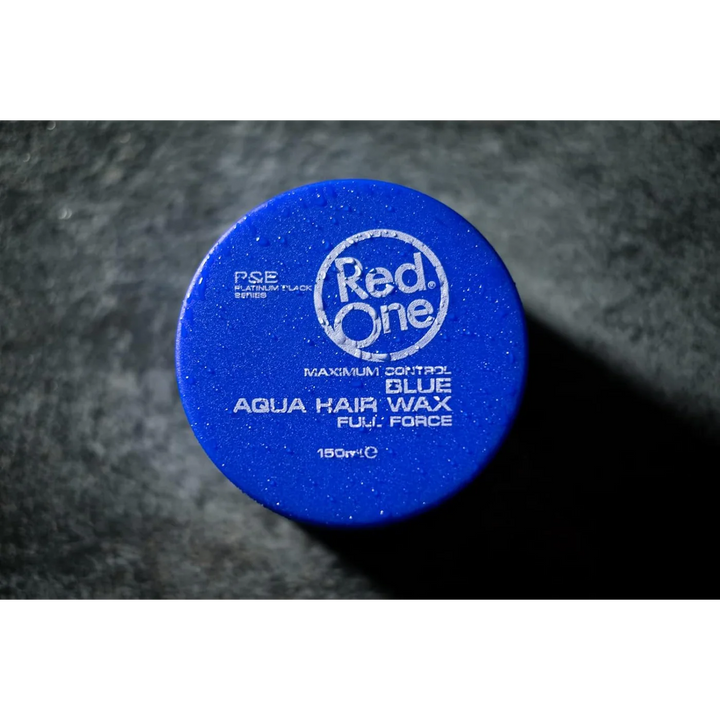 P&B
PLATINUM BLACK
SERIES
Red.
One
MAXIMUM CONTROL
BLUE
AQUA HAIR WAX
FULL FORCE
150ml e